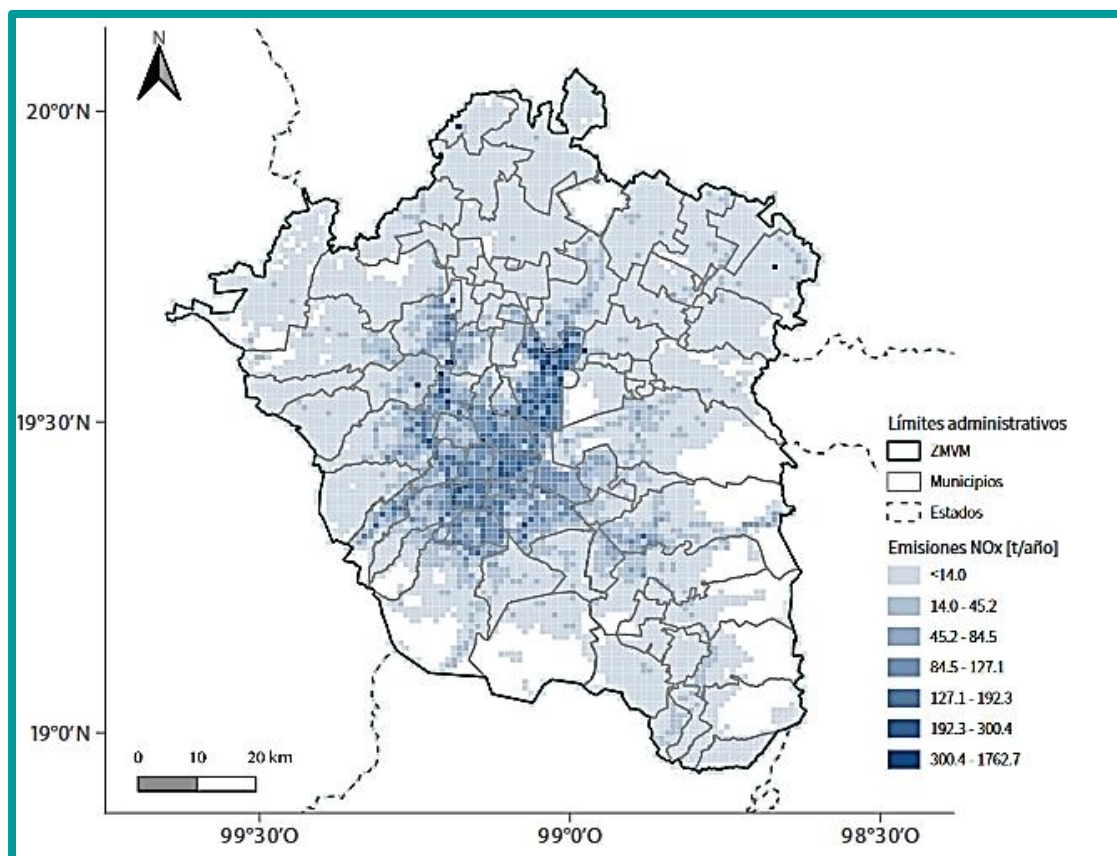 N
20°0'N
19°30'N
19°0'N
Límites administrativos
ZMVM
Municipios
Estados
Emisiones NOx [t/año]
<14.0
14.0 - 45.2
45.2 - 84.5
84.5 - 127.1
127.1 - 192.3
192.3 - 300.4
300.4 - 1762.7
0 10 20 km
99°30'O 99°0'O 98°30'O